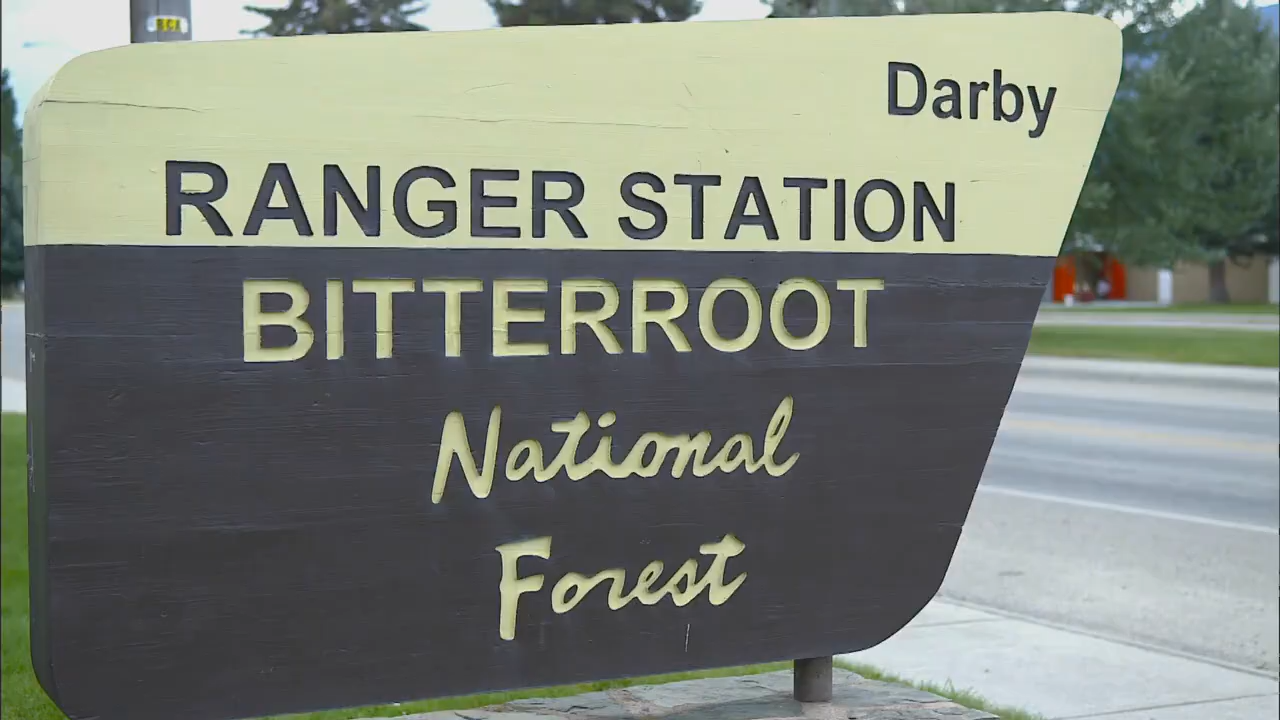 Darby
RANGER STATION
BITTERROOT
National
Forest